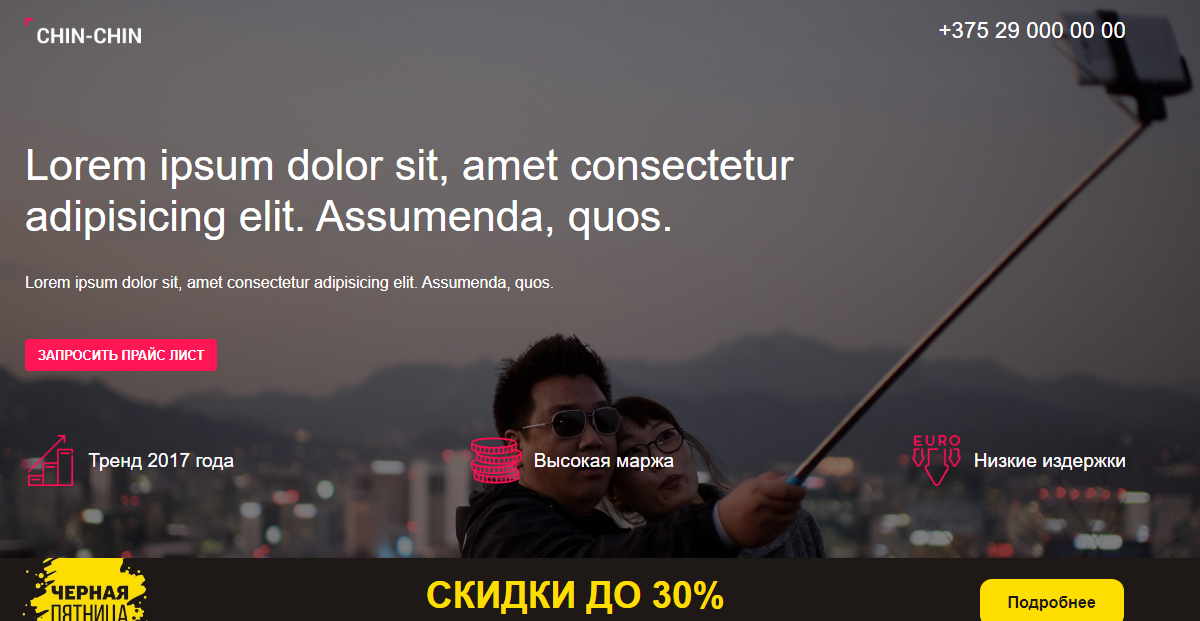 CHIN-CHIN
+375 29 000 00 00
Lorem ipsum dolor sit, amet consectetur
adipisicing elit. Assumenda, quos.
Lorem ipsum dolor sit, amet consectetur adipisicing elit. Assumenda, quos.
ЗАПРОСИТЬ ПРАЙС ЛИСТ
Тренд 2017 года
Высокая маржа
EURO
Низкие издержки
ЧЕРНАЯ
ПЯТНИЦА
СКИДКИ ДО 30%
Подробнее